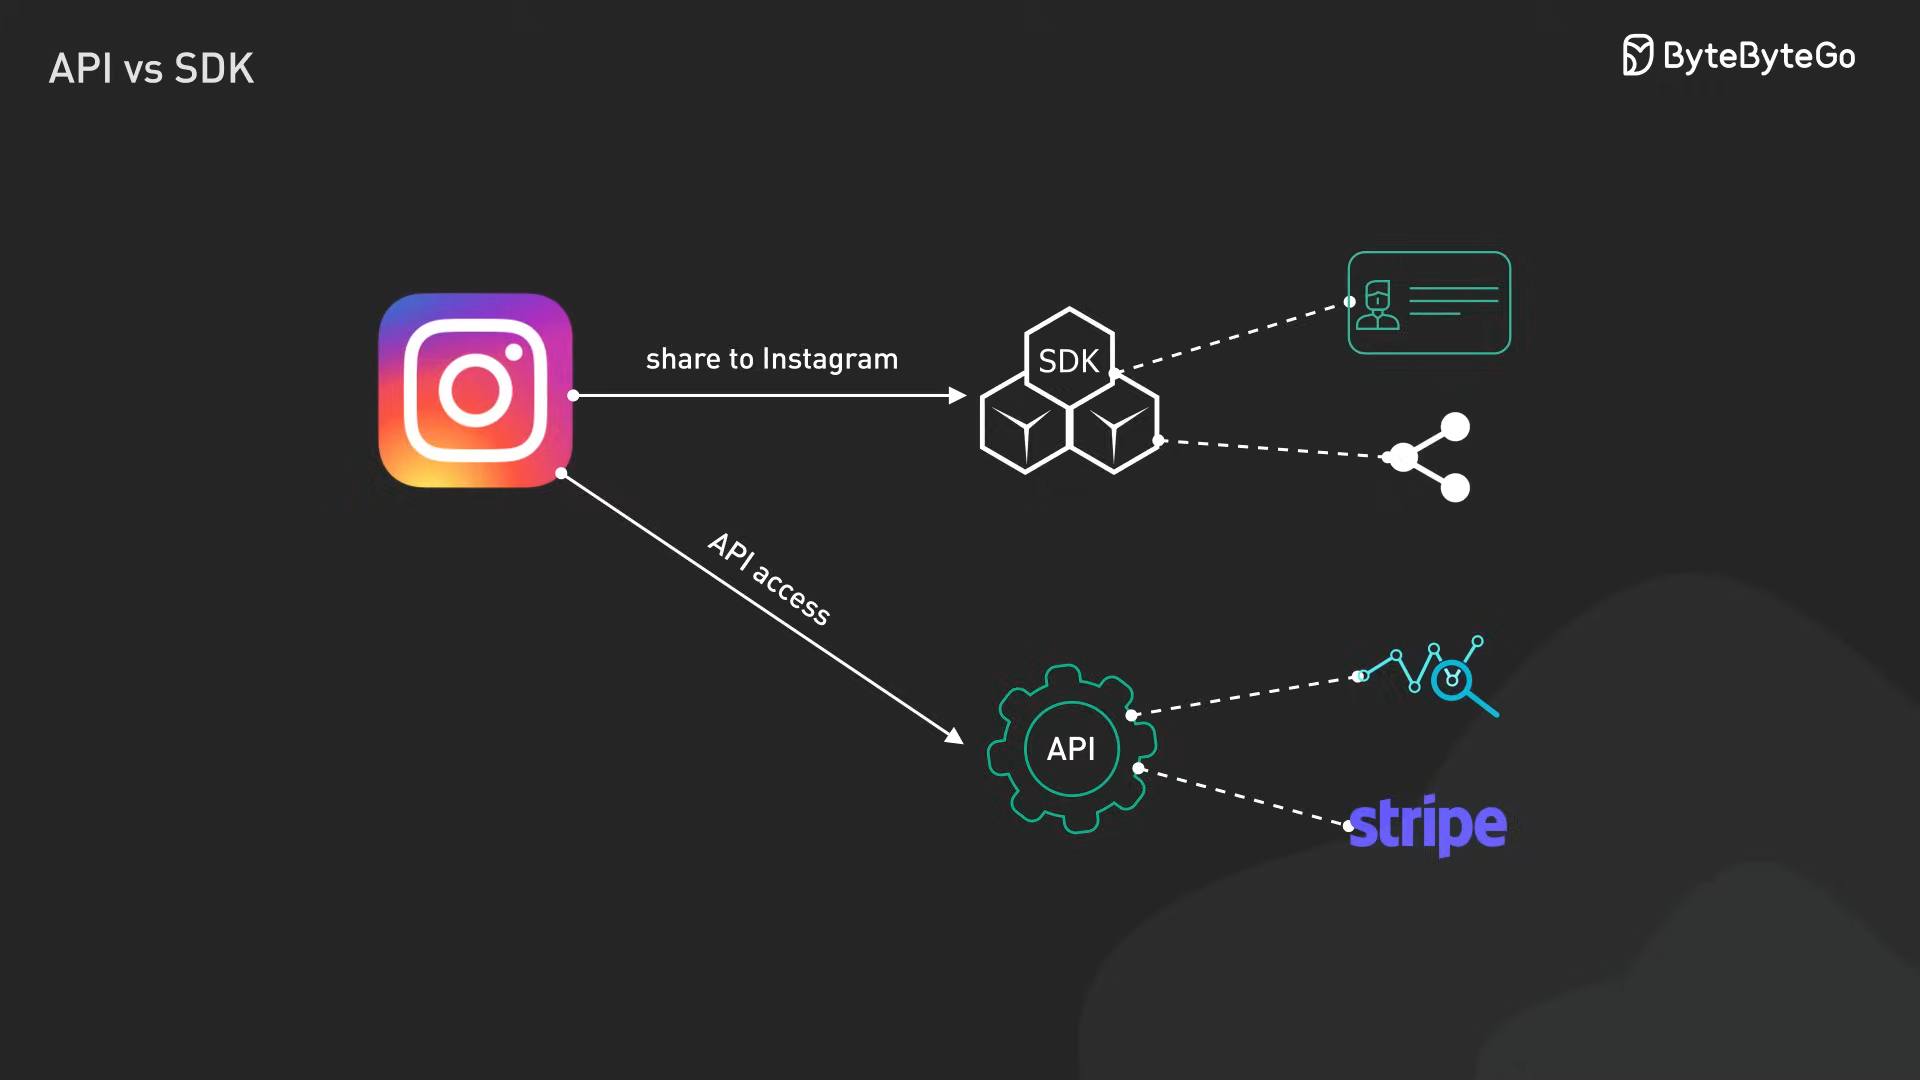 API vs SDK
ByteByteGo
share to Instagram
SDK
API access
API
stripe